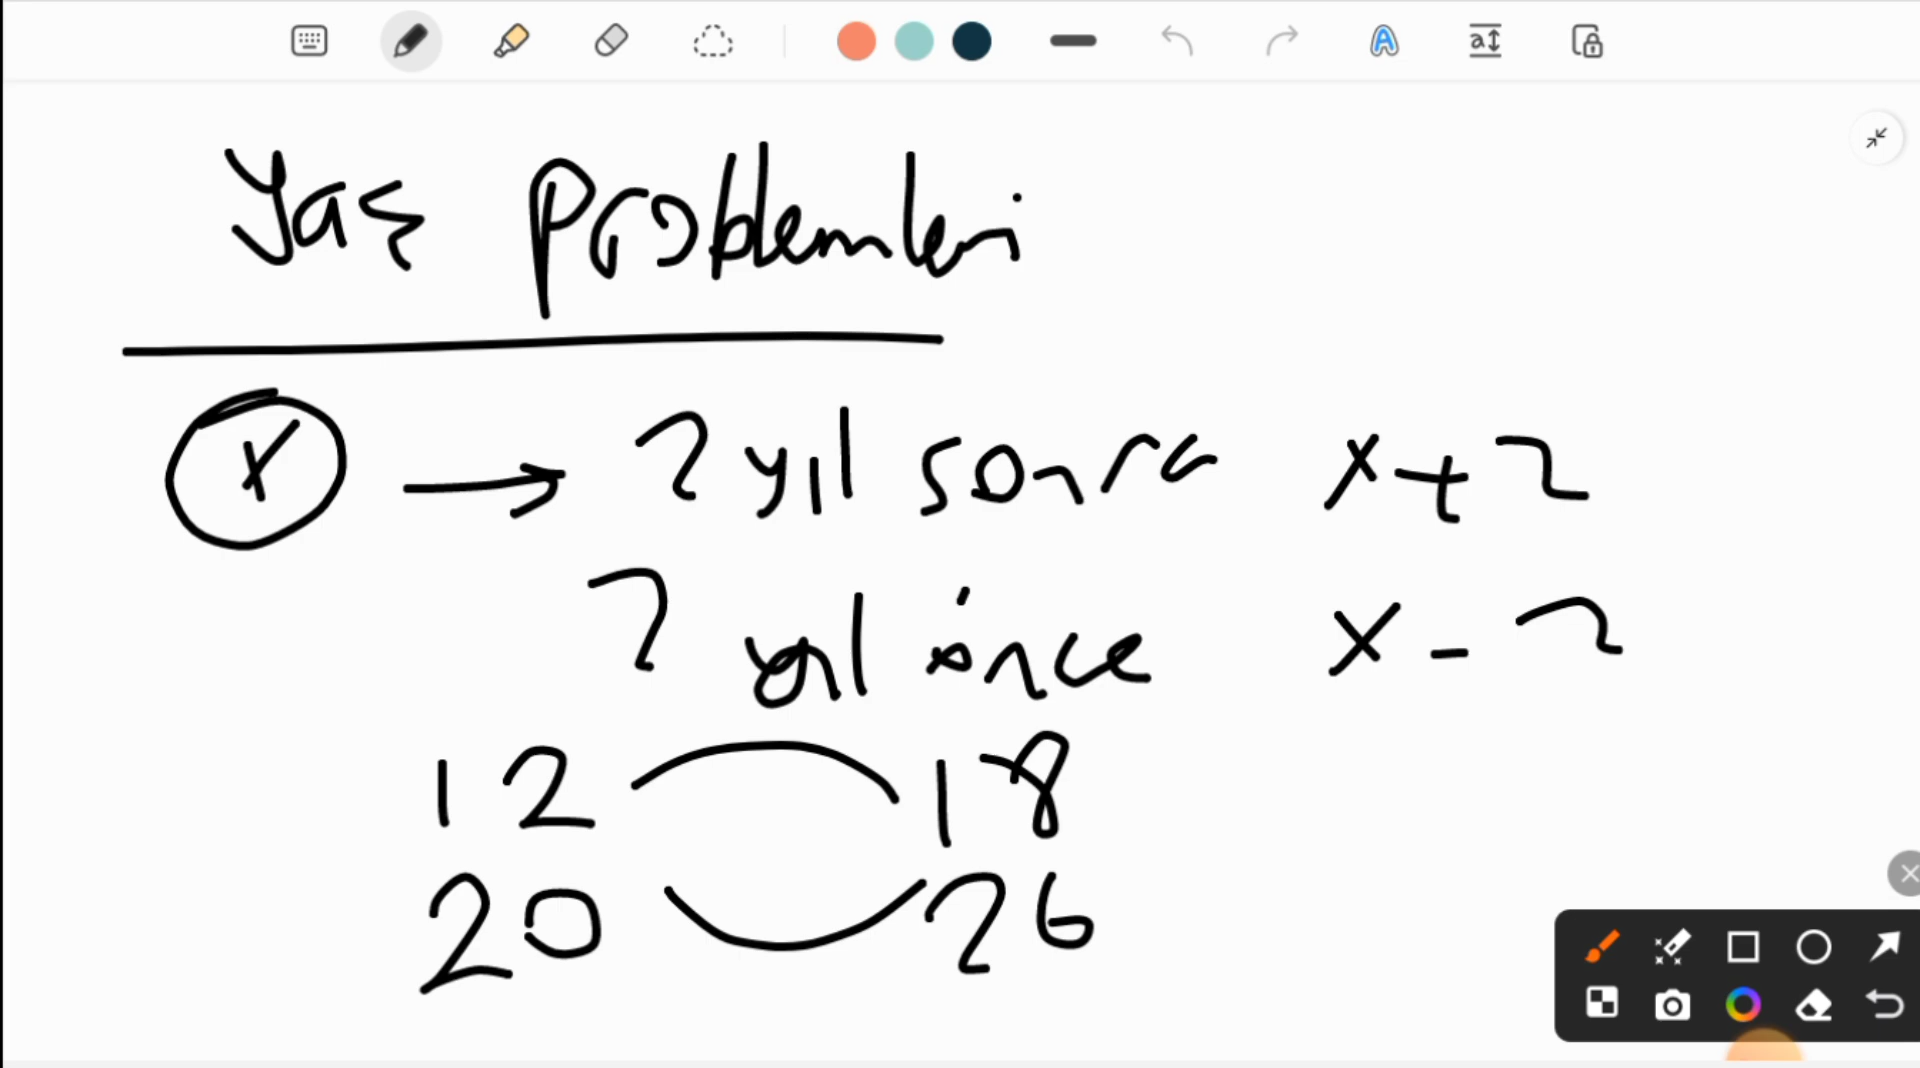 Yaş Problemleri
x → 2 yıl sonra x+2
2 yıl önce x-2
12 18
20 26